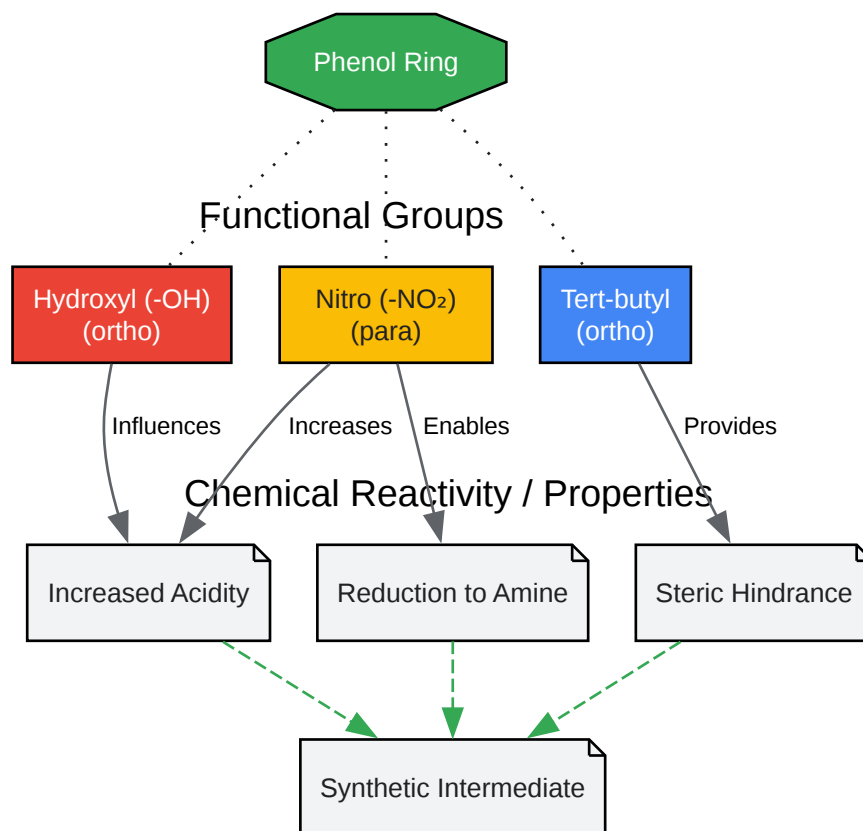 Phenol Ring
Functional Groups
Hydroxyl (-OH)
(ortho)
Nitro (-NO₂)
(para)
Tert-butyl
(ortho)
Influences
Increases
Enables
Provides
Chemical Reactivity / Properties
Increased Acidity
Reduction to Amine
Steric Hindrance
Synthetic Intermediate